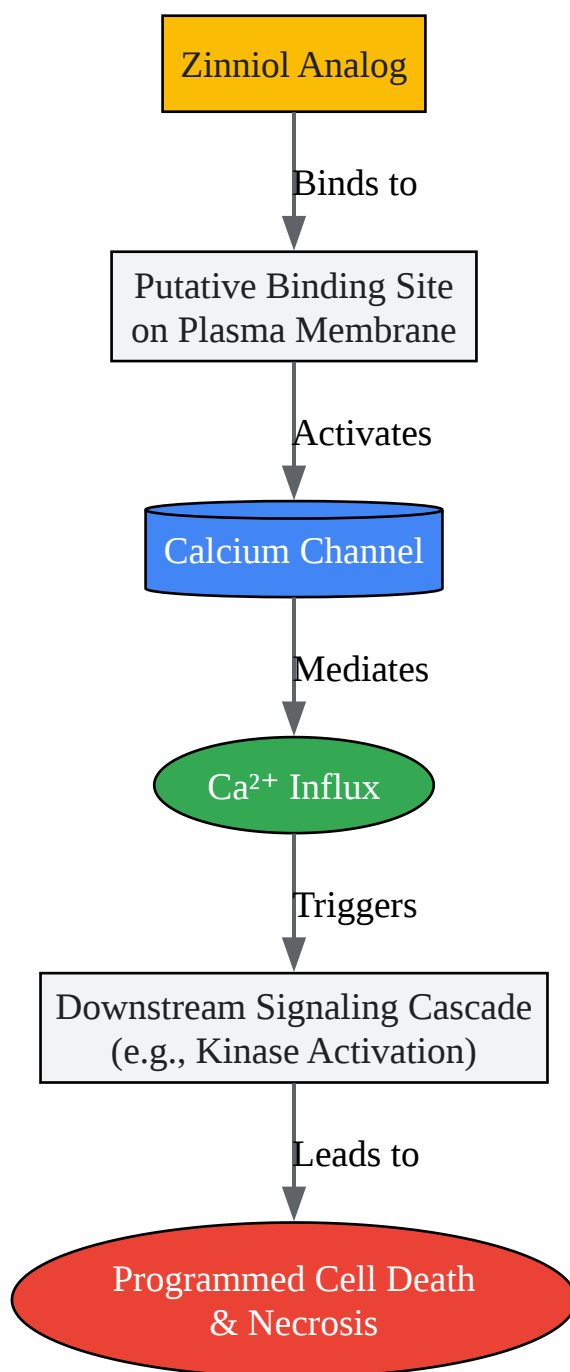 Zinniol Analog
Binds to
Putative Binding Site
on Plasma Membrane
Activates
Calcium Channel
Mediates
Ca²⁺ Influx
Triggers
Downstream Signaling Cascade
(e.g., Kinase Activation)
Leads to
Programmed Cell Death
& Necrosis